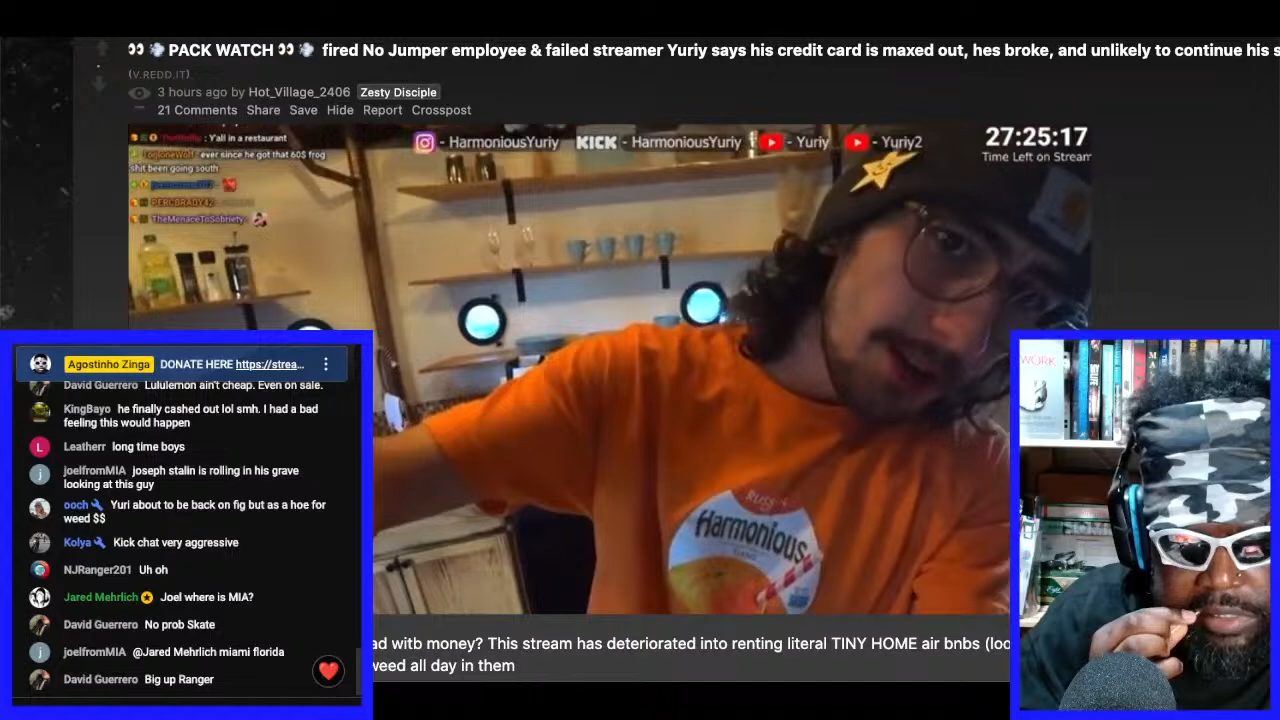 👀 💨 PACK WATCH 👀 💨 fired No Jumper employee & failed streamer Yuriy says his credit card is maxed out, hes broke, and unlikely to continue his s
(V.REDD.IT)
3 hours ago by Hot_Village_2406 Zesty Disciple
21 Comments Share Save Hide Report Crosspost
: Y'all in a restaurant
ever since he got that 60$ frog
shit been going south
PERCBRADY42
TheMenaceToSobriety
- HarmoniousYuriy KICK - HarmoniousYuriy - Yuriy - Yuriy2
27:25:17
Time Left on Stream
Harmonious
ad witb money? This stream has deteriorated into renting literal TINY HOME air bnbs (loo
weed all day in them
Agostinho Zinga DONATE HERE https://strea...
David Guerrero Lululemon ain't cheap. Even on sale.
KingBayo he finally cashed out lol smh. I had a bad
feeling this would happen
L Leatherr long time boys
j joelfromMIA joseph stalin is rolling in his grave
looking at this guy
ooch Yuri about to be back on fig but as a hoe for
weed $$
Kolya Kick chat very aggressive
NJRanger201 Uh oh
Jared Mehrlich Joel where is MIA?
David Guerrero No prob Skate
j joelfromMIA @Jared Mehrlich miami florida
David Guerrero Big up Ranger
WORK